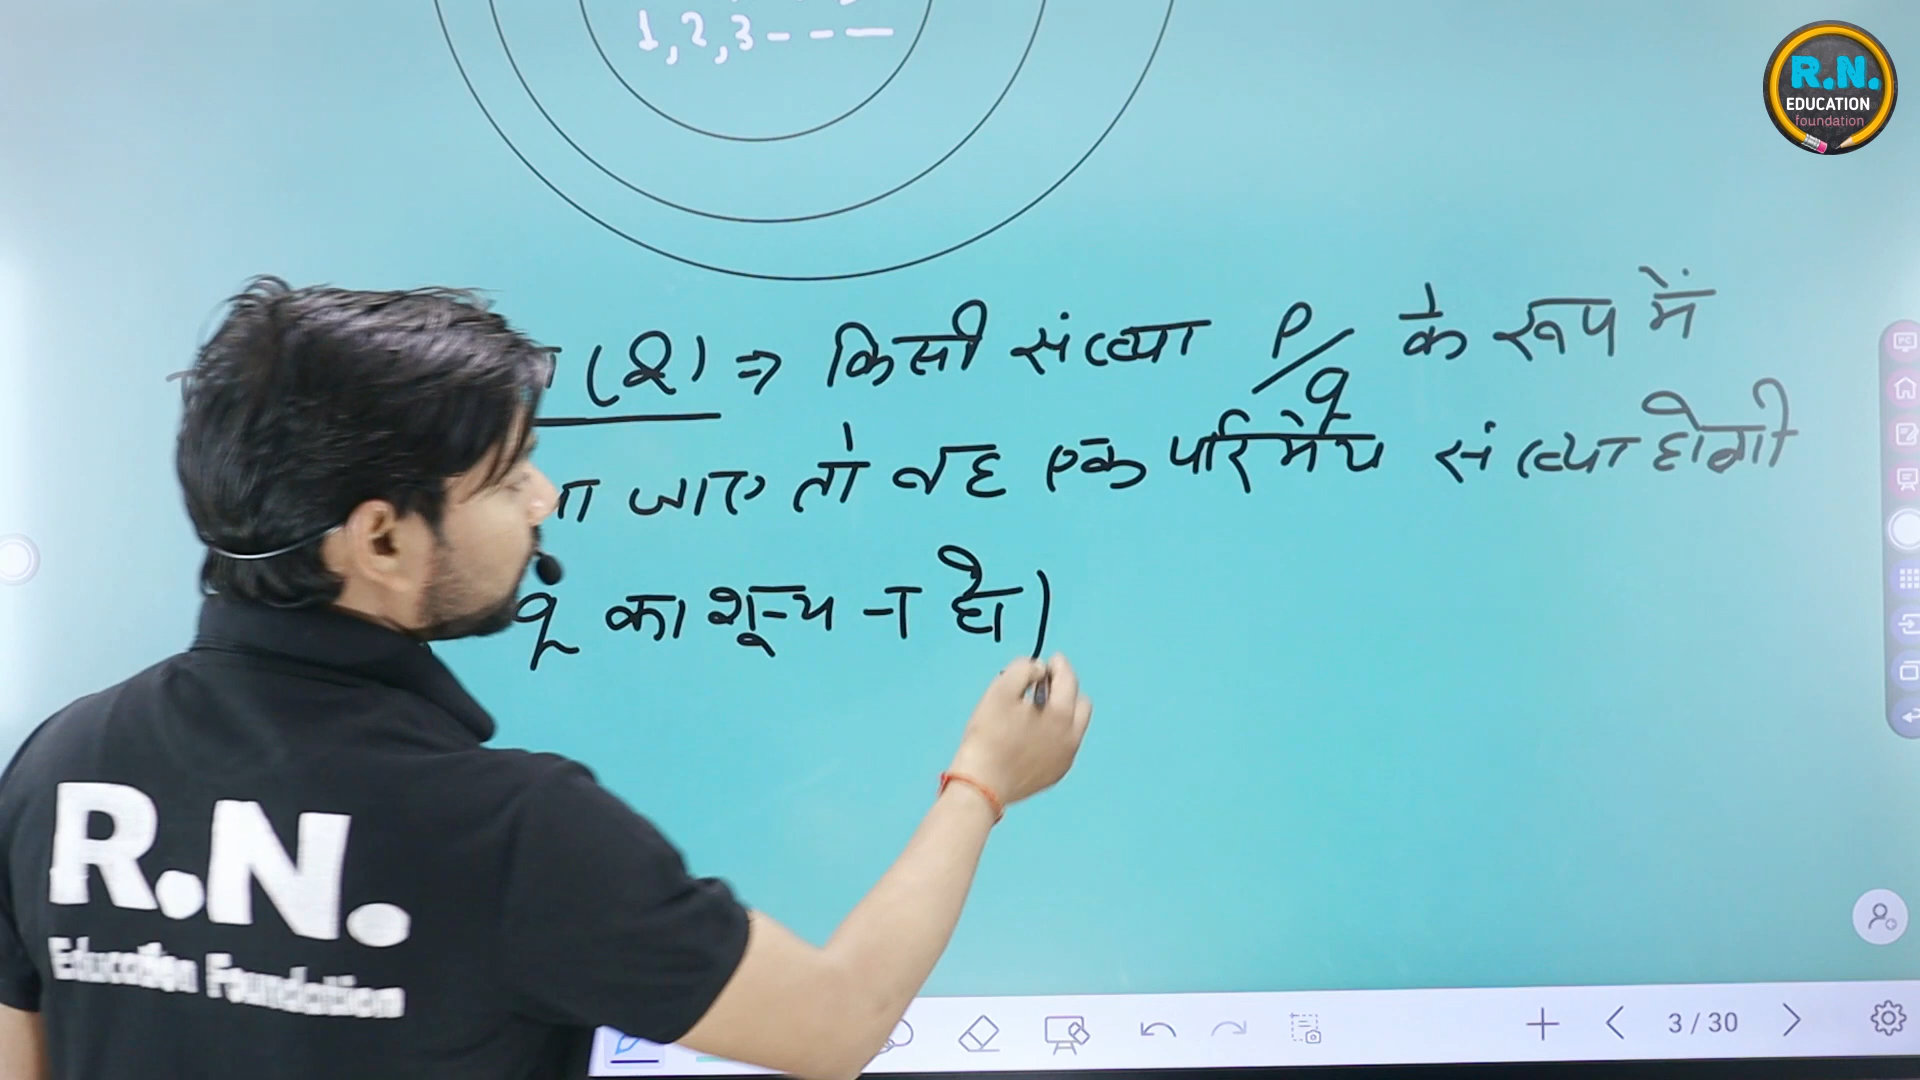 1, 2, 3 - - -
R.N.
EDUCATION
foundation
(Q) ⇒ किसी संख्या P/q के रूप में
जाए तो वह एक परिमेय संख्या होगी
q का शून्य न हो)
R.N.
Education Foundation
3 / 30